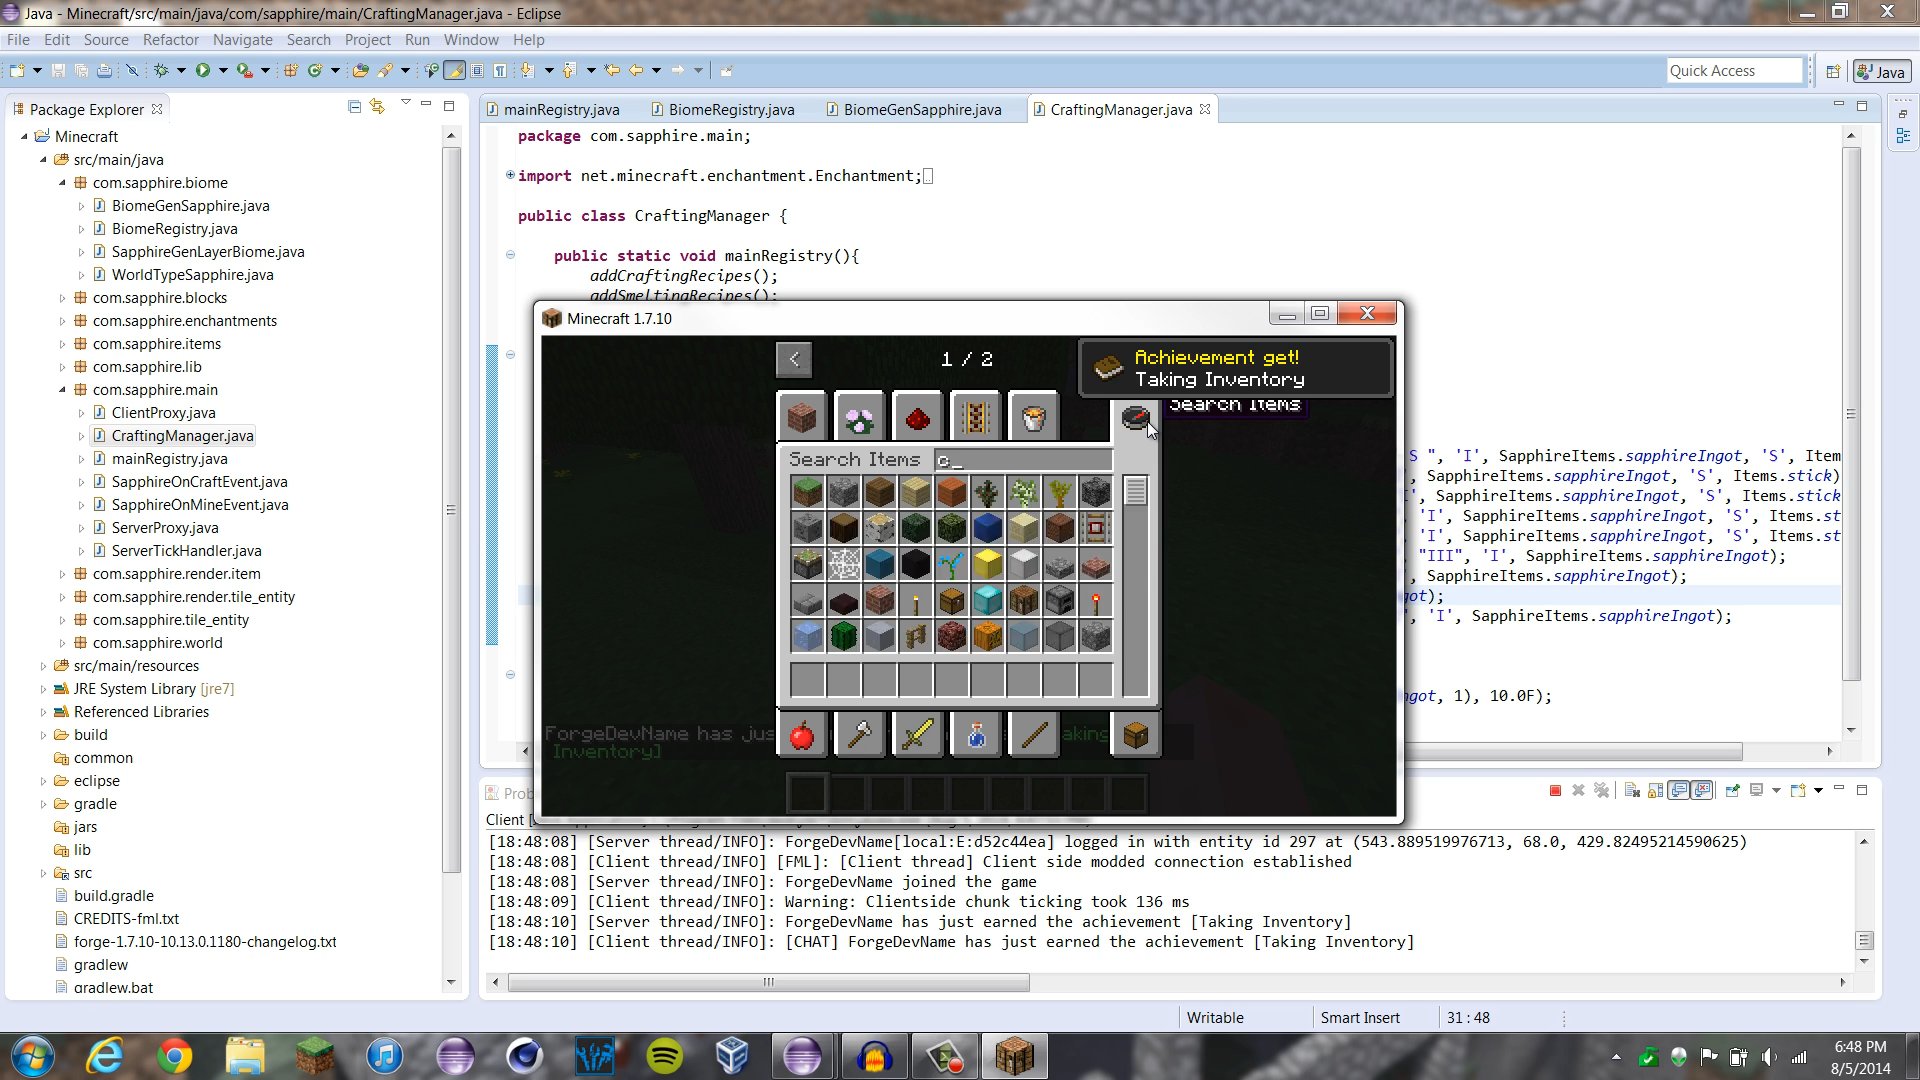 Java - Minecraft/src/main/java/com/sapphire/main/CraftingManager.java - Eclipse
File Edit Source Refactor Navigate Search Project Run Window Help
Quick Access
Java
Package Explorer
Minecraft
src/main/java
com.sapphire.biome
BiomeGenSapphire.java
BiomeRegistry.java
SapphireGenLayerBiome.java
WorldTypeSapphire.java
com.sapphire.blocks
com.sapphire.enchantments
com.sapphire.items
com.sapphire.lib
com.sapphire.main
ClientProxy.java
CraftingManager.java
mainRegistry.java
SapphireOnCraftEvent.java
SapphireOnMineEvent.java
ServerProxy.java
ServerTickHandler.java
com.sapphire.render.item
com.sapphire.render.tile_entity
com.sapphire.tile_entity
com.sapphire.world
src/main/resources
JRE System Library [jre7]
Referenced Libraries
build
common
eclipse
gradle
jars
lib
src
build.gradle
CREDITS-fml.txt
forge-1.7.10-10.13.0.1180-changelog.txt
gradlew
gradlew.bat
mainRegistry.java BiomeRegistry.java BiomeGenSapphire.java CraftingManager.java
package com.sapphire.main;
import net.minecraft.enchantment.Enchantment;
public class CraftingManager {
public static void mainRegistry(){
addCraftingRecipes();
addSmeltingRecipes();
S ", 'I', SapphireItems.sapphireIngot, 'S', Item
, SapphireItems.sapphireIngot, 'S', Items.stick)
', SapphireItems.sapphireIngot, 'S', Items.stick
, 'I', SapphireItems.sapphireIngot, 'S', Items.st
, 'I', SapphireItems.sapphireIngot, 'S', Items.st
"III", 'I', SapphireItems.sapphireIngot);
, SapphireItems.sapphireIngot);
got);
', 'I', SapphireItems.sapphireIngot);
ngot, 1), 10.0F);
Minecraft 1.7.10
1 / 2
Achievement get!
Taking Inventory
Search Items
Search Items
ForgeDevName has jus
aking
Inventory]
Prob
Client [
[18:48:08] [Server thread/INFO]: ForgeDevName[local:E:d52c44ea] logged in with entity id 297 at (543.889519976713, 68.0, 429.82495214590625)
[18:48:08] [Client thread/INFO] [FML]: [Client thread] Client side modded connection established
[18:48:08] [Server thread/INFO]: ForgeDevName joined the game
[18:48:09] [Client thread/INFO]: Warning: Clientside chunk ticking took 136 ms
[18:48:10] [Server thread/INFO]: ForgeDevName has just earned the achievement [Taking Inventory]
[18:48:10] [Client thread/INFO]: [CHAT] ForgeDevName has just earned the achievement [Taking Inventory]
Writable
Smart Insert
31 : 48
6:48 PM
8/5/2014